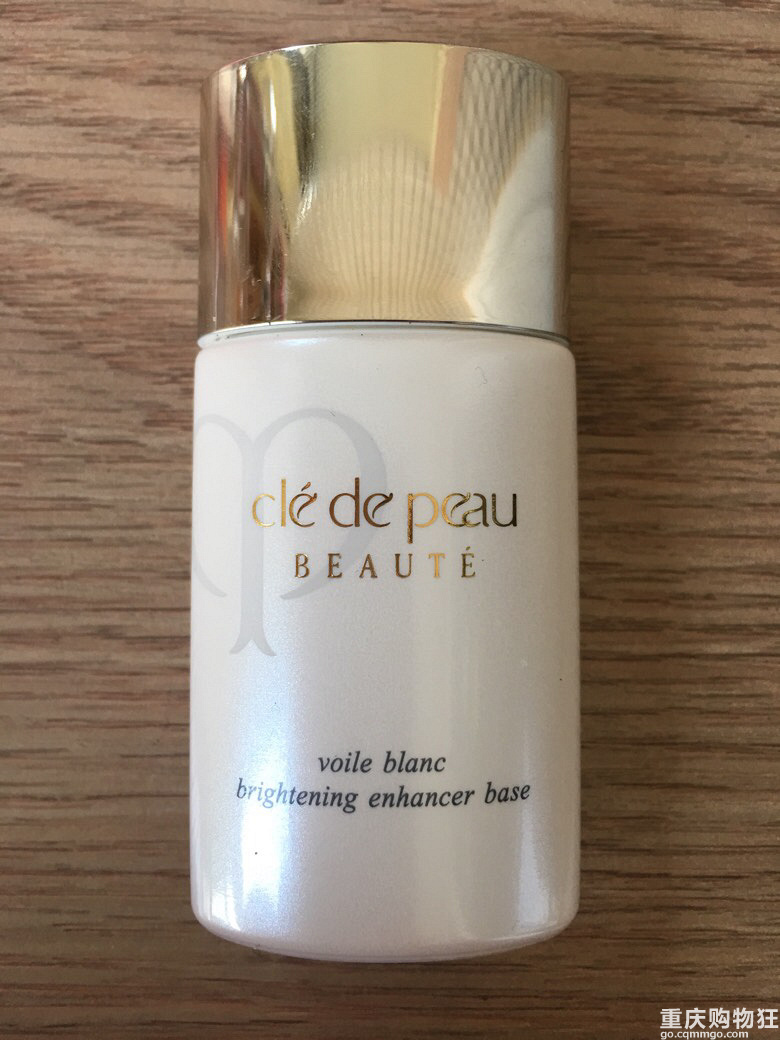 clé de peau
BEAUTÉ
voile blanc
brightening enhancer base
重庆购物狂
go.cqmmgo.com